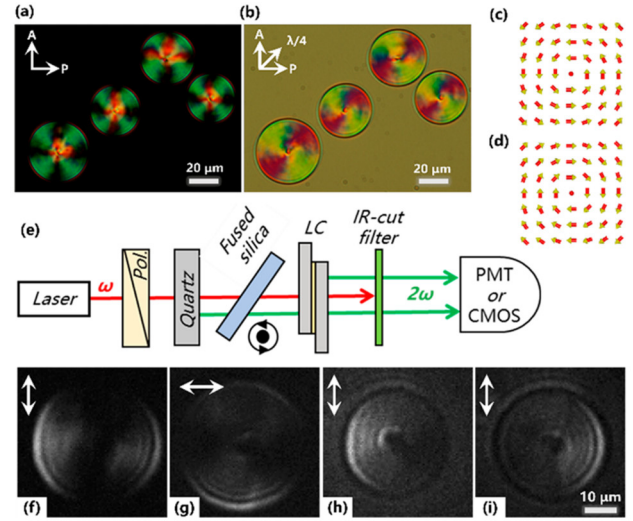 (a)
A
P
20 μm
(b)
A
λ/4
P
20 μm
(c)
(d)
(e)
Laser
ω
Pol.
Quartz
Fused silica
LC
IR-cut
filter
2ω
PMT
or
CMOS
(f)
(g)
(h)
(i)
10 μm